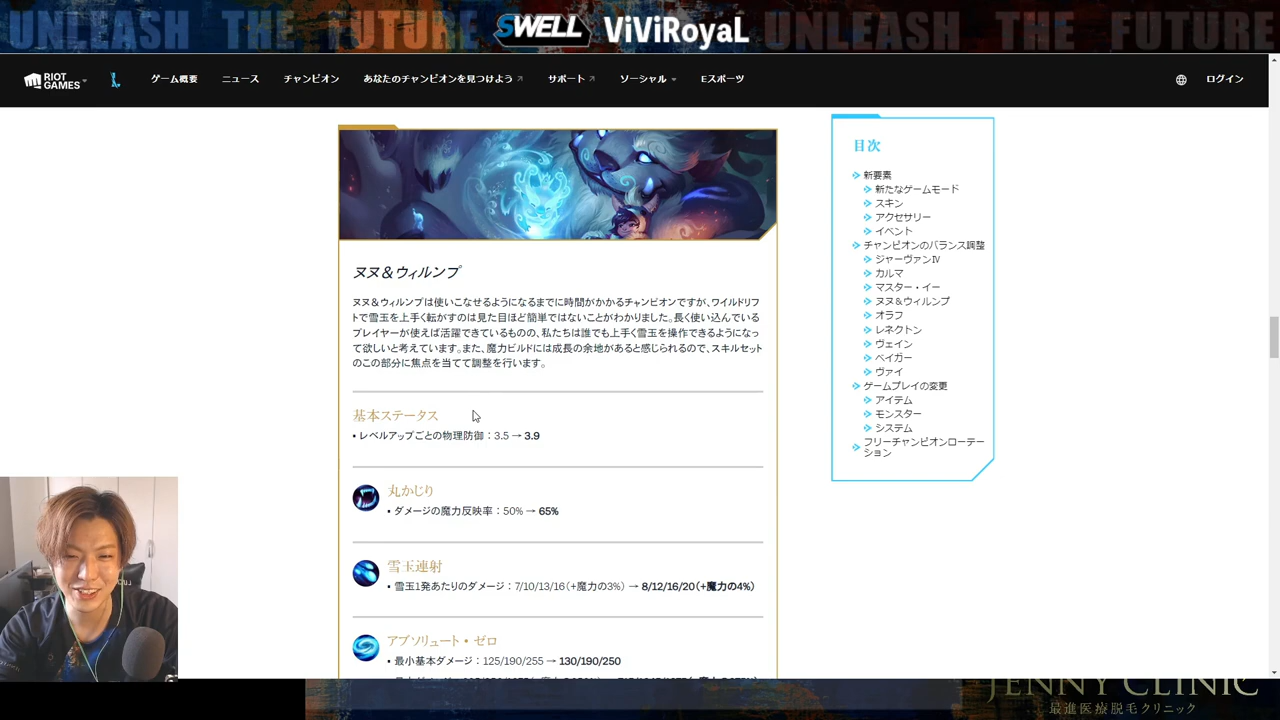 UNLEASH THE FUTURE SWELL ViViRoyaL UNLEASH THE FUTURE
RIOT GAMES ゲーム概要 ニュース チャンピオン あなたのチャンピオンを見つけよう サポート ソーシャル Eスポーツ ログイン
ヌヌ＆ウィルンプ
ヌヌ＆ウィルンプは使いこなせるようになるまでに時間がかかるチャンピオンですが、ワイルドリフ
トで雪玉を上手く転がすのは見た目ほど簡単ではないことがわかりました。長く使い込んでいる
プレイヤーが使えば活躍できているものの、私たちは誰でも上手く雪玉を操作できるようになっ
て欲しいと考えています。また、魔力ビルドには成長の余地があると感じられるので、スキルセット
のこの部分に焦点を当てて調整を行います。
基本ステータス
• レベルアップごとの物理防御：3.5 → 3.9
丸かじり
• ダメージの魔力反映率：50% → 65%
雪玉連射
• 雪玉1発あたりのダメージ：7/10/13/16（+魔力の3%） → 8/12/16/20（+魔力の4%）
アブソリュート・ゼロ
• 最小基本ダメージ：125/190/255 → 130/190/250
目次
新要素
新たなゲームモード
スキン
アクセサリー
イベント
チャンピオンのバランス調整
ジャーヴァンⅣ
カルマ
マスター・イー
ヌヌ＆ウィルンプ
オラフ
レネクトン
ヴェイン
ベイガー
ヴァイ
ゲームプレイの変更
アイテム
モンスター
システム
フリーチャンピオンローテー
ション
JENNY CLINIC
最進医療脱毛クリニック